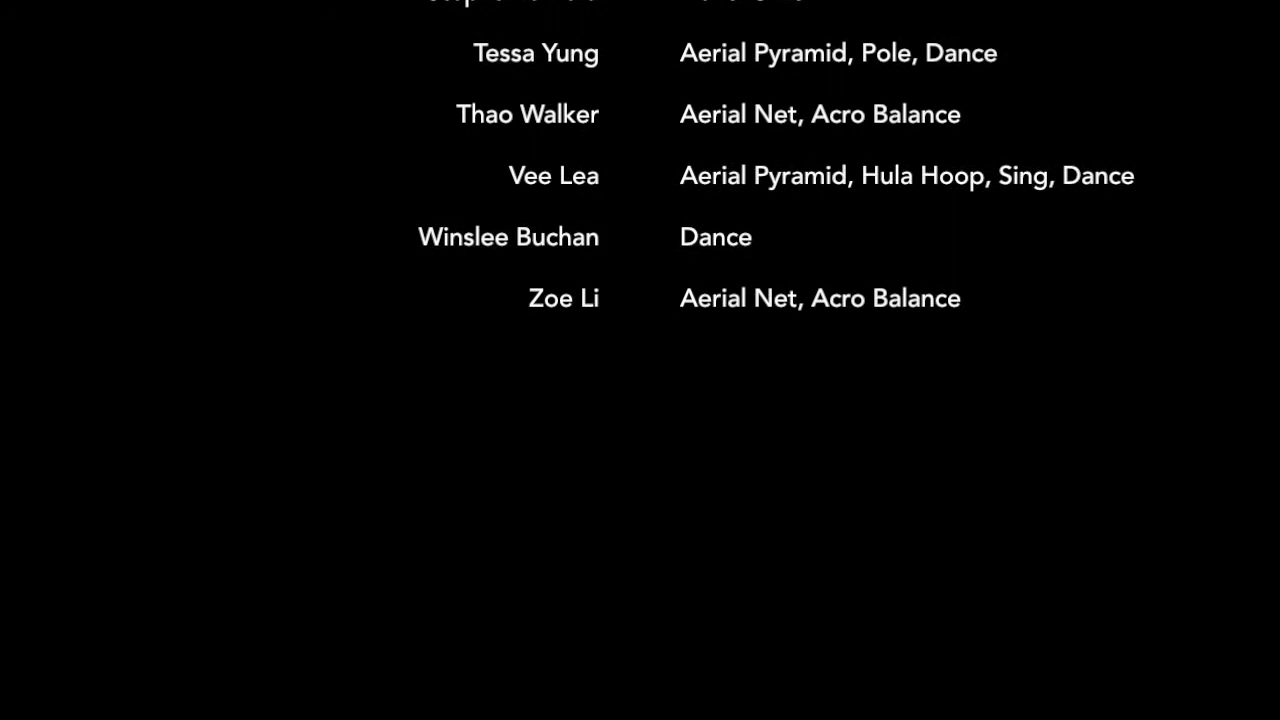 Tessa Yung Aerial Pyramid, Pole, Dance
Thao Walker Aerial Net, Acro Balance
Vee Lea Aerial Pyramid, Hula Hoop, Sing, Dance
Winslee Buchan Dance
Zoe Li Aerial Net, Acro Balance